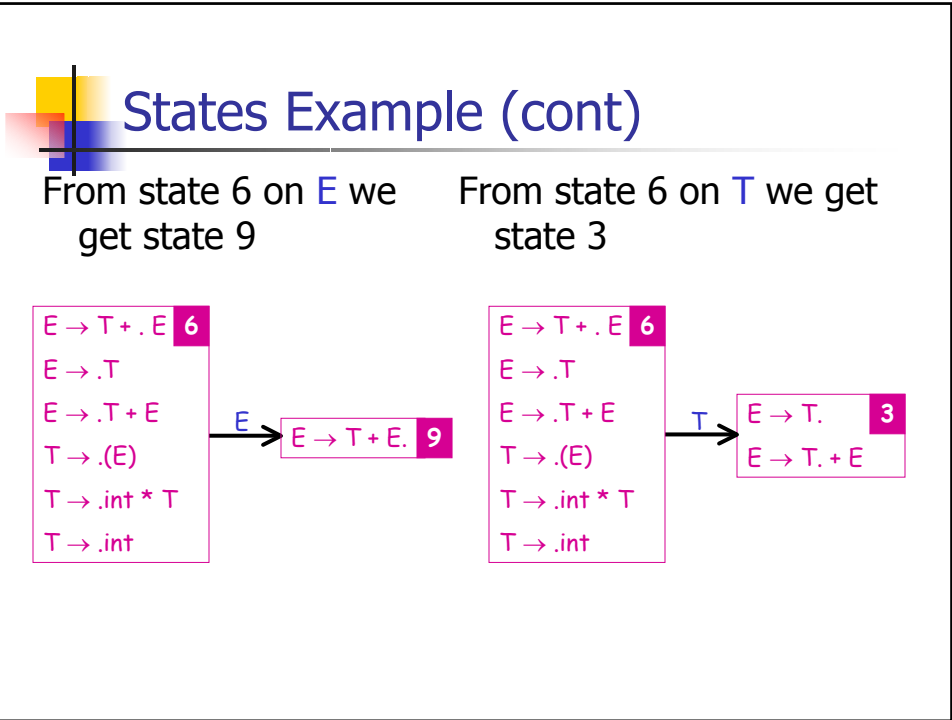 States Example (cont)
From state 6 on E we
get state 9
E → T + . E 6
E → .T
E → .T + E
T → .(E)
T → .int * T
T → .int
E
E → T + E. 9
From state 6 on T we get
state 3
E → T + . E 6
E → .T
E → .T + E
T → .(E)
T → .int * T
T → .int
T
E → T. 3
E → T. + E